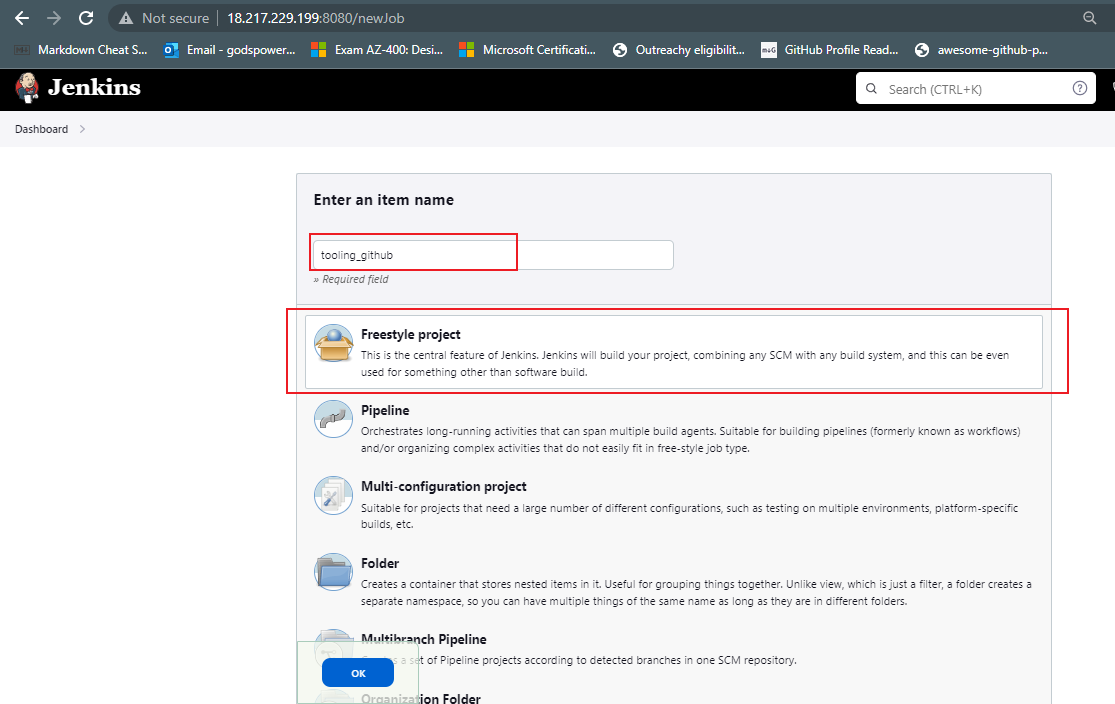 Not secure 18.217.229.199:8080/newJob
Markdown Cheat S... Email - godspower... Exam AZ-400: Desi... Microsoft Certificati... Outreachy eligibilit... GitHub Profile Read... awesome-github-p...
Jenkins
Search (CTRL+K)
Dashboard
Enter an item name
tooling_github
» Required field
Freestyle project
This is the central feature of Jenkins. Jenkins will build your project, combining any SCM with any build system, and this can be even
used for something other than software build.
Pipeline
Orchestrates long-running activities that can span multiple build agents. Suitable for building pipelines (formerly known as workflows)
and/or organizing complex activities that do not easily fit in free-style job type.
Multi-configuration project
Suitable for projects that need a large number of different configurations, such as testing on multiple environments, platform-specific
builds, etc.
Folder
Creates a container that stores nested items in it. Useful for grouping things together. Unlike view, which is just a filter, a folder creates a
separate namespace, so you can have multiple things of the same name as long as they are in different folders.
Multibranch Pipeline
Creates a set of Pipeline projects according to detected branches in one SCM repository.
OK
Organization Folder